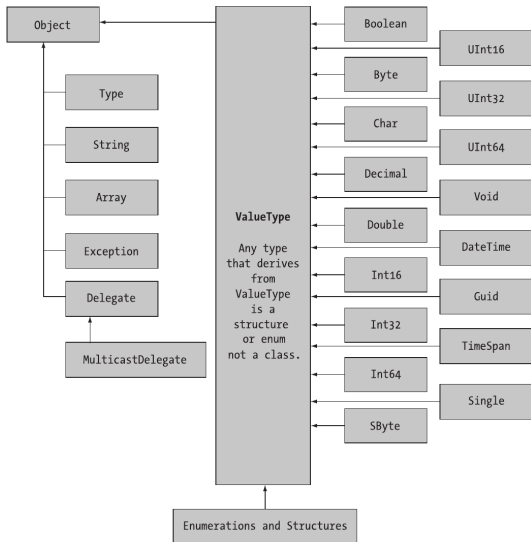 Object
Type
String
Array
Exception
Delegate
MulticastDelegate
ValueType
Any type
that derives
from
ValueType
is a
structure
or enum
not a class.
Boolean
UInt16
Byte
UInt32
Char
UInt64
Decimal
Void
Double
DateTime
Int16
Guid
Int32
TimeSpan
Int64
Single
SByte
Enumerations and Structures